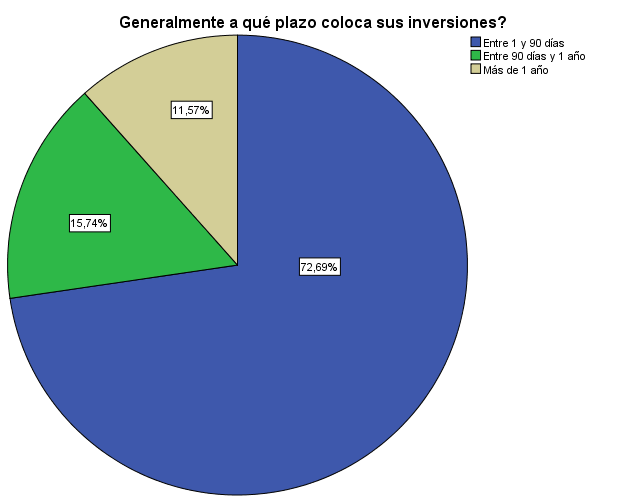 Generalmente a qué plazo coloca sus inversiones?
Entre 1 y 90 días
Entre 90 días y 1 año
Más de 1 año
11,57%
15,74%
72,69%